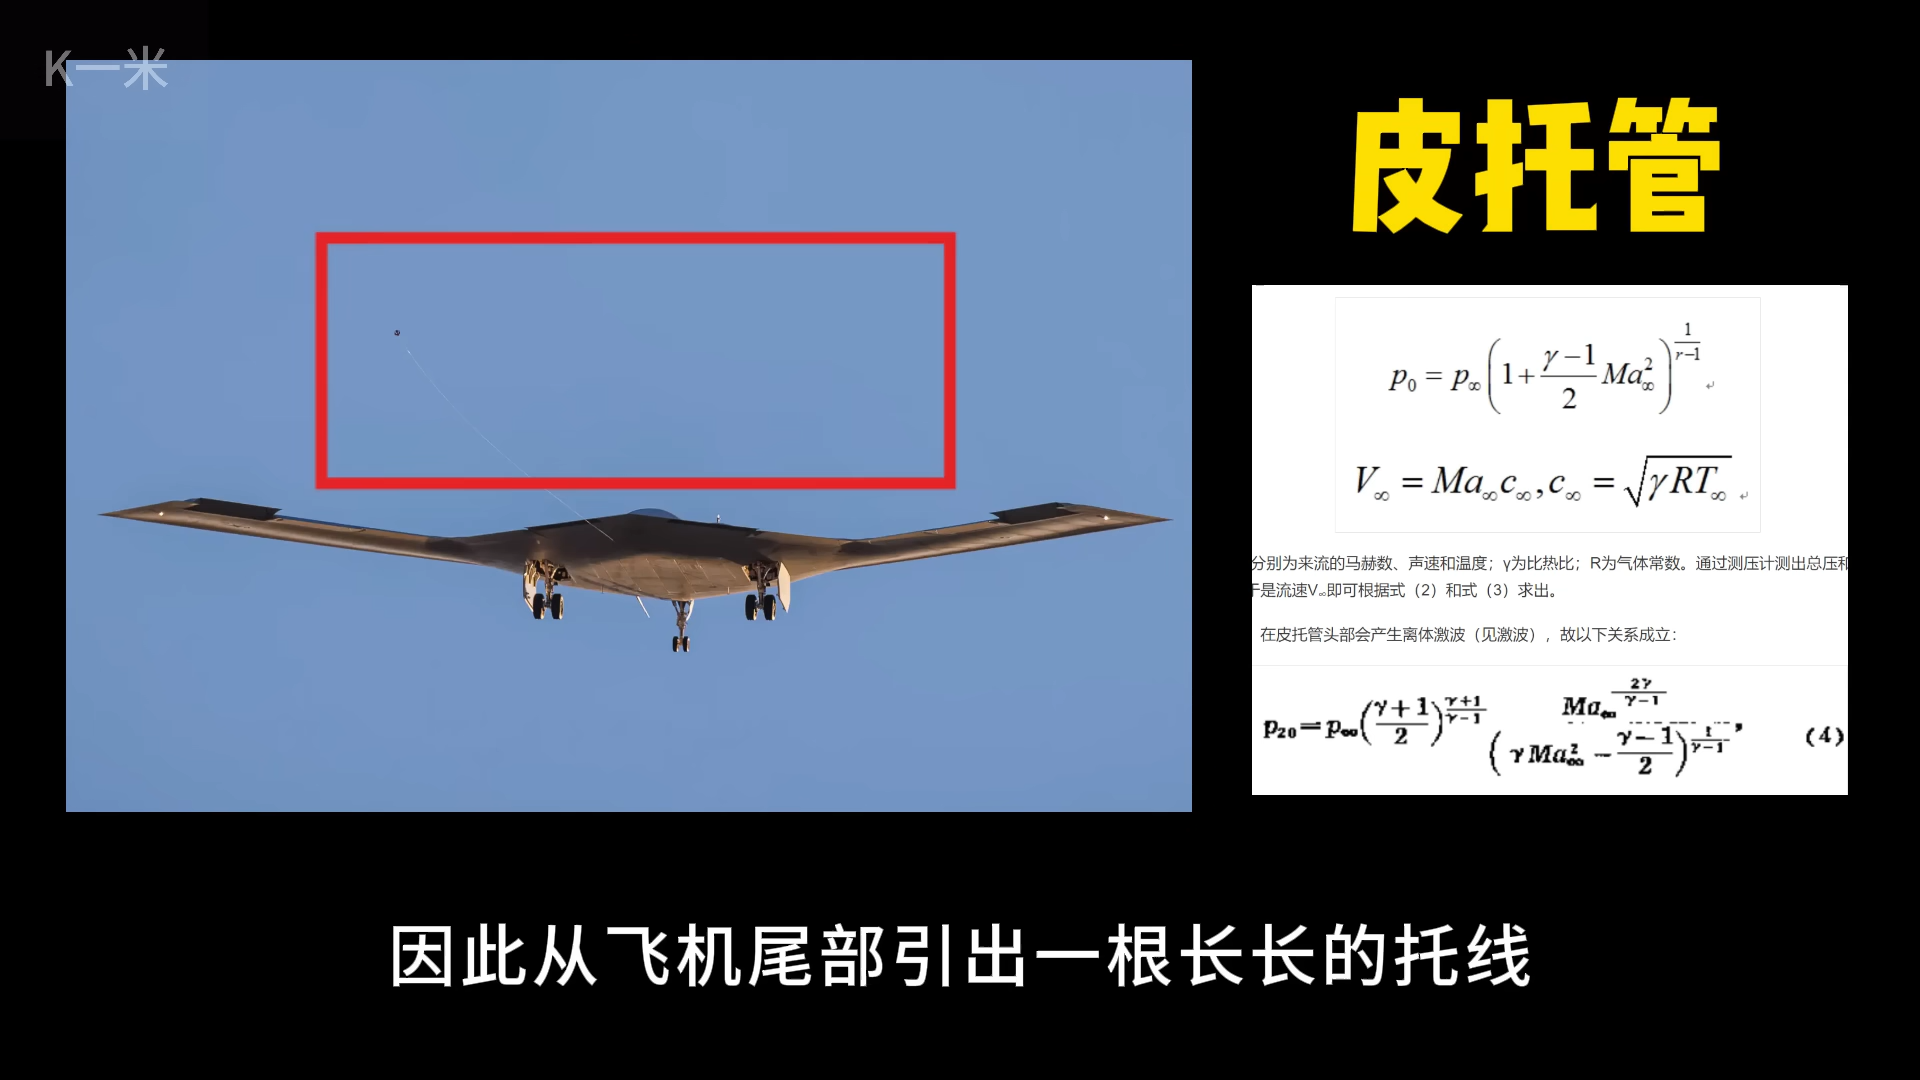 K一米
皮托管
p₀ = p∞(1+(γ−1)/2 Ma∞²)^(1/(r−1))
V∞ = Ma∞c∞, c∞ = √(γRT∞)
分别为来流的马赫数、声速和温度；γ为比热比；R为气体常数。通过测压计测出总压和
于是流速V∞即可根据式（2）和式（3）求出。
在皮托管头部会产生离体激波（见激波），故以下关系成立：
p₂₀ = p∞((γ+1)/2)^((γ+1)/(γ−1)) Ma∞^(2γ/(γ−1)) / (γMa∞² − (γ−1)/2)^(1/(γ−1)), (4)
因此从飞机尾部引出一根长长的托线